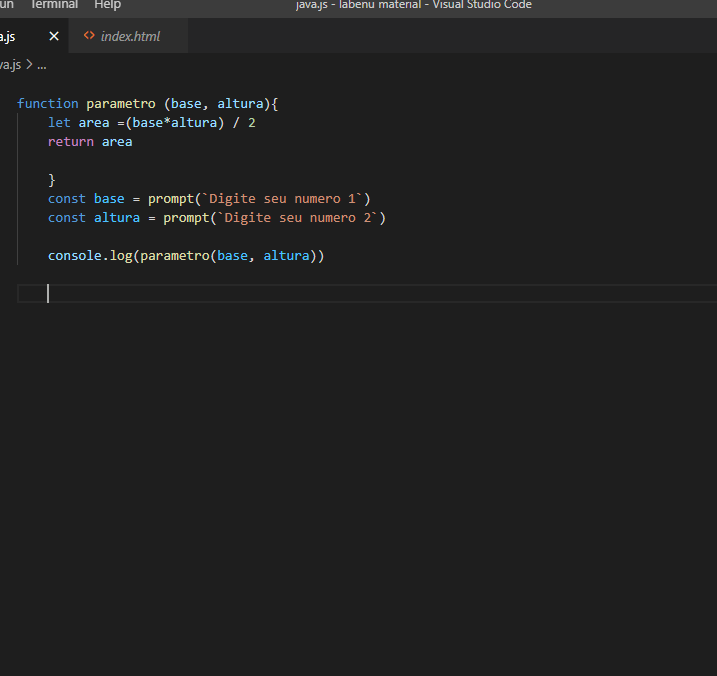 un Terminal Help java.js - labenu material - Visual Studio Code
a.js × <> index.html
va.js > ...
function parametro (base, altura){
let area =(base*altura) / 2
return area
}
const base = prompt(`Digite seu numero 1`)
const altura = prompt(`Digite seu numero 2`)
console.log(parametro(base, altura))